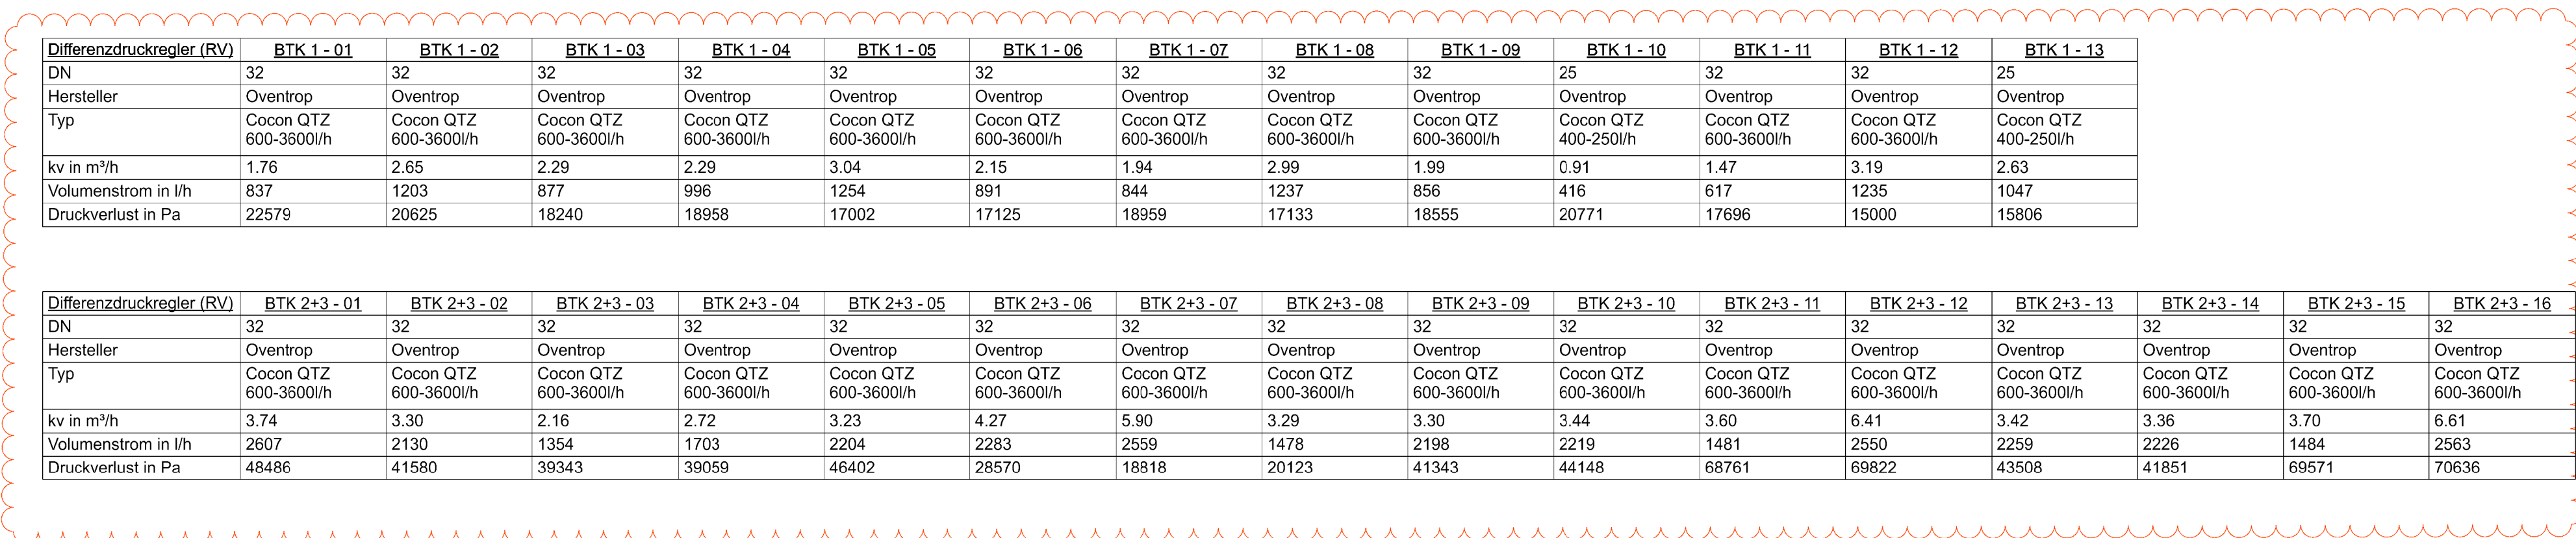 Differenzdruckregler (RV) BTK 1 - 01 BTK 1 - 02 BTK 1 - 03 BTK 1 - 04 BTK 1 - 05 BTK 1 - 06 BTK 1 - 07 BTK 1 - 08 BTK 1 - 09 BTK 1 - 10 BTK 1 - 11 BTK 1 - 12 BTK 1 - 13
DN 32 32 32 32 32 32 32 32 32 25 32 32 25
Hersteller Oventrop Oventrop Oventrop Oventrop Oventrop Oventrop Oventrop Oventrop Oventrop Oventrop Oventrop Oventrop Oventrop
Typ Cocon QTZ Cocon QTZ Cocon QTZ Cocon QTZ Cocon QTZ Cocon QTZ Cocon QTZ Cocon QTZ Cocon QTZ Cocon QTZ Cocon QTZ Cocon QTZ Cocon QTZ
600-3600l/h 600-3600l/h 600-3600l/h 600-3600l/h 600-3600l/h 600-3600l/h 600-3600l/h 600-3600l/h 600-3600l/h 400-250l/h 600-3600l/h 600-3600l/h 400-250l/h
kv in m³/h 1.76 2.65 2.29 2.29 3.04 2.15 1.94 2.99 1.99 0.91 1.47 3.19 2.63
Volumenstrom in l/h 837 1203 877 996 1254 891 844 1237 856 416 617 1235 1047
Druckverlust in Pa 22579 20625 18240 18958 17002 17125 18959 17133 18555 20771 17696 15000 15806
Differenzdruckregler (RV) BTK 2+3 - 01 BTK 2+3 - 02 BTK 2+3 - 03 BTK 2+3 - 04 BTK 2+3 - 05 BTK 2+3 - 06 BTK 2+3 - 07 BTK 2+3 - 08 BTK 2+3 - 09 BTK 2+3 - 10 BTK 2+3 - 11 BTK 2+3 - 12 BTK 2+3 - 13 BTK 2+3 - 14 BTK 2+3 - 15 BTK 2+3 - 16
DN 32 32 32 32 32 32 32 32 32 32 32 32 32 32 32 32
Hersteller Oventrop Oventrop Oventrop Oventrop Oventrop Oventrop Oventrop Oventrop Oventrop Oventrop Oventrop Oventrop Oventrop Oventrop Oventrop Oventrop
Typ Cocon QTZ Cocon QTZ Cocon QTZ Cocon QTZ Cocon QTZ Cocon QTZ Cocon QTZ Cocon QTZ Cocon QTZ Cocon QTZ Cocon QTZ Cocon QTZ Cocon QTZ Cocon QTZ Cocon QTZ Cocon QTZ
600-3600l/h 600-3600l/h 600-3600l/h 600-3600l/h 600-3600l/h 600-3600l/h 600-3600l/h 600-3600l/h 600-3600l/h 600-3600l/h 600-3600l/h 600-3600l/h 600-3600l/h 600-3600l/h 600-3600l/h 600-3600l/h
kv in m³/h 3.74 3.30 2.16 2.72 3.23 4.27 5.90 3.29 3.30 3.44 3.60 6.41 3.42 3.36 3.70 6.61
Volumenstrom in l/h 2607 2130 1354 1703 2204 2283 2559 1478 2198 2219 1481 2550 2259 2226 1484 2563
Druckverlust in Pa 48486 41580 39343 39059 46402 28570 18818 20123 41343 44148 68761 69822 43508 41851 69571 70636